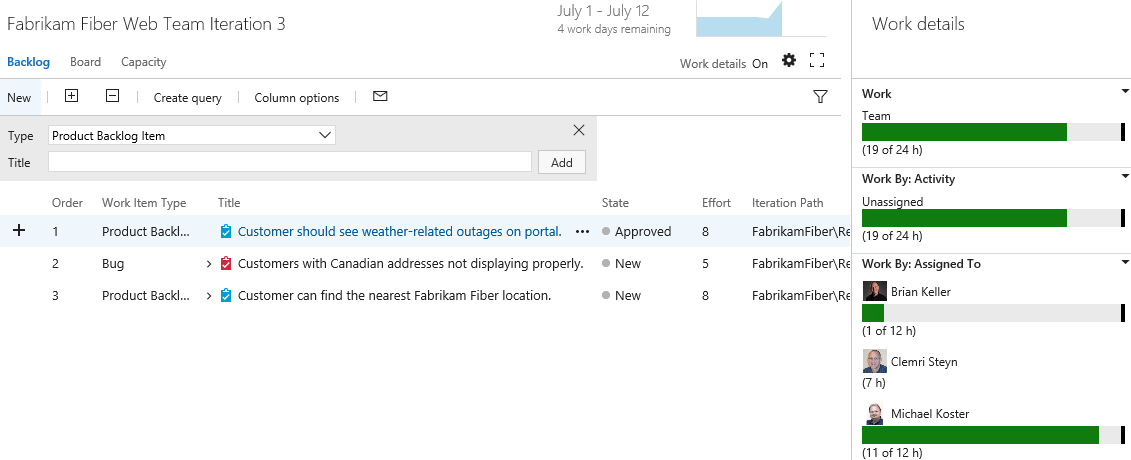 Fabrikam Fiber Web Team Iteration 3
July 1 - July 12
4 work days remaining
Backlog Board Capacity
Work details On
New Create query Column options
Type Product Backlog Item
Title Add
Order Work Item Type Title State Effort Iteration Path
1 Product Backl... Customer should see weather-related outages on portal. ... Approved 8 FabrikamFiber\Re
2 Bug Customers with Canadian addresses not displaying properly. New 5 FabrikamFiber\Re
3 Product Backl... Customer can find the nearest Fabrikam Fiber location. New 8 FabrikamFiber\Re
Work details
Work
Team
(19 of 24 h)
Work By: Activity
Unassigned
(19 of 24 h)
Work By: Assigned To
Brian Keller
(1 of 12 h)
Clemri Steyn
(7 h)
Michael Koster
(11 of 12 h)